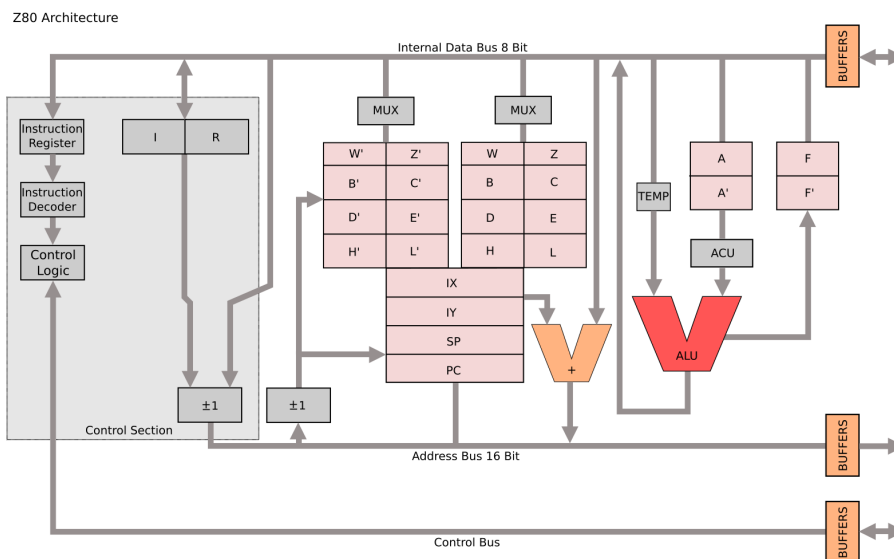 Z80 Architecture
Internal Data Bus 8 Bit
BUFFERS
MUX
MUX
Instruction
Register
I
R
W'
Z'
W
Z
A
F
B'
C'
B
C
TEMP
A'
F'
Instruction
Decoder
D'
E'
D
E
Control
Logic
H'
L'
H
L
ACU
IX
IY
SP
PC
+
ALU
±1
±1
Control Section
BUFFERS
Address Bus 16 Bit
BUFFERS
Control Bus